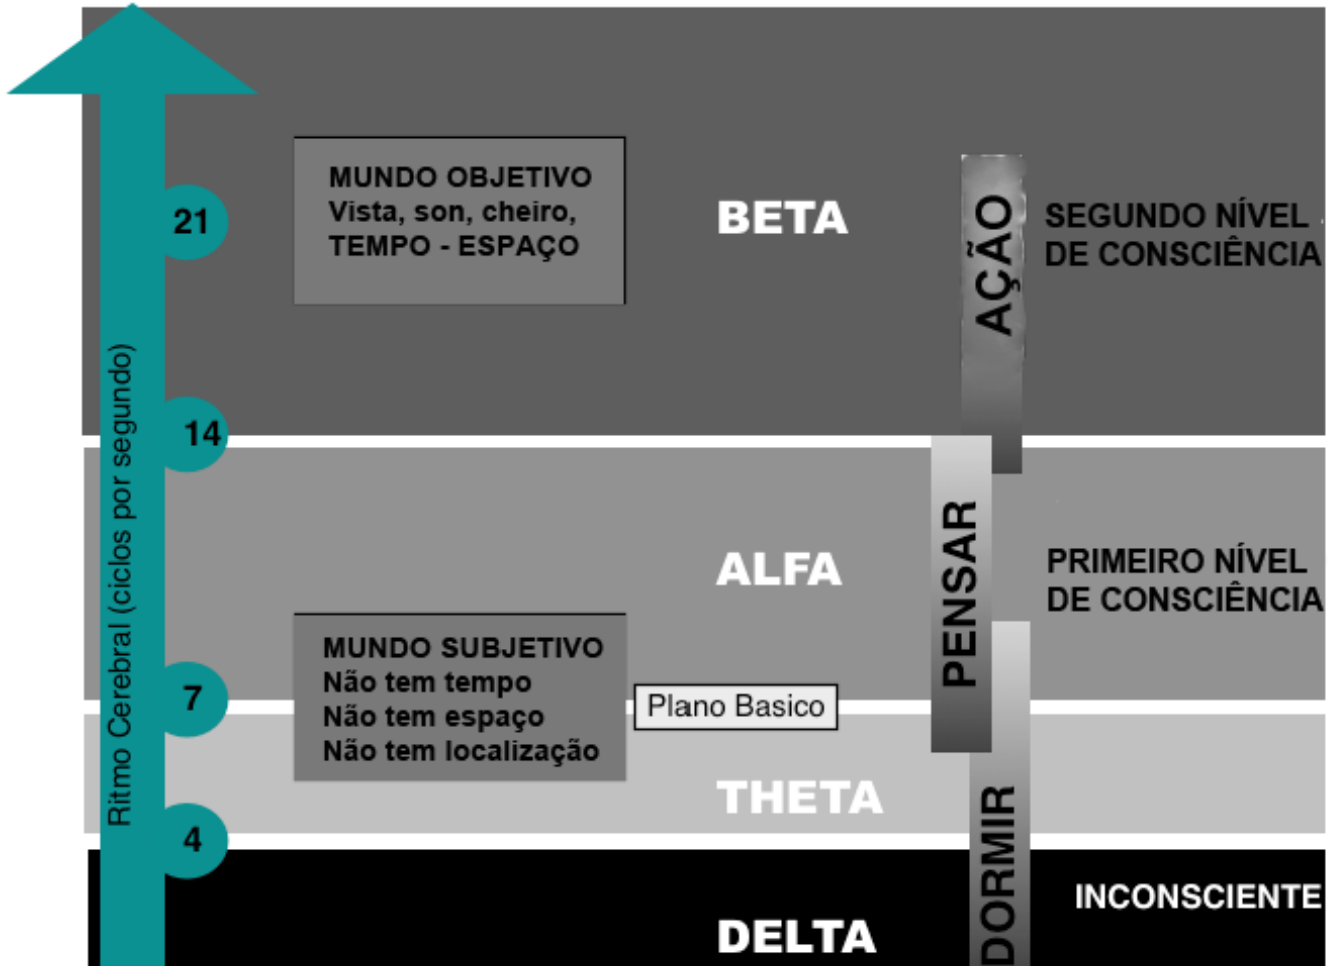 MUNDO OBJETIVO
Vista, son, cheiro,
TEMPO - ESPAÇO
21
BETA
AÇÃO
SEGUNDO NÍVEL
DE CONSCIÊNCIA
14
Ritmo Cerebral (ciclos por segundo)
ALFA
PENSAR
PRIMEIRO NÍVEL
DE CONSCIÊNCIA
MUNDO SUBJETIVO
Não tem tempo
Não tem espaço
Não tem localização
7
Plano Basico
THETA
4
DORMIR
INCONSCIENTE
DELTA